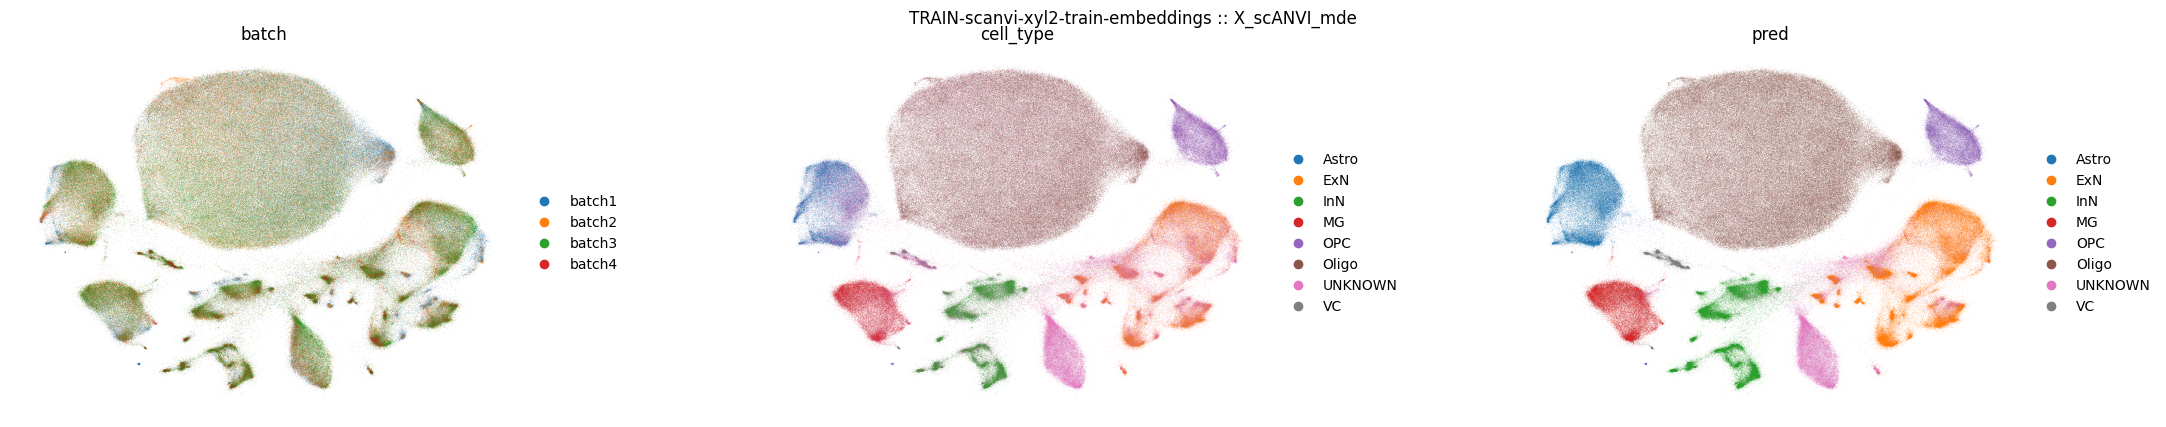 TRAIN-scanvi-xyl2-train-embeddings :: X_scANVI_mde
batch
cell_type
pred
batch1
batch2
batch3
batch4
Astro
ExN
InN
MG
OPC
Oligo
UNKNOWN
VC
Astro
ExN
InN
MG
OPC
Oligo
UNKNOWN
VC